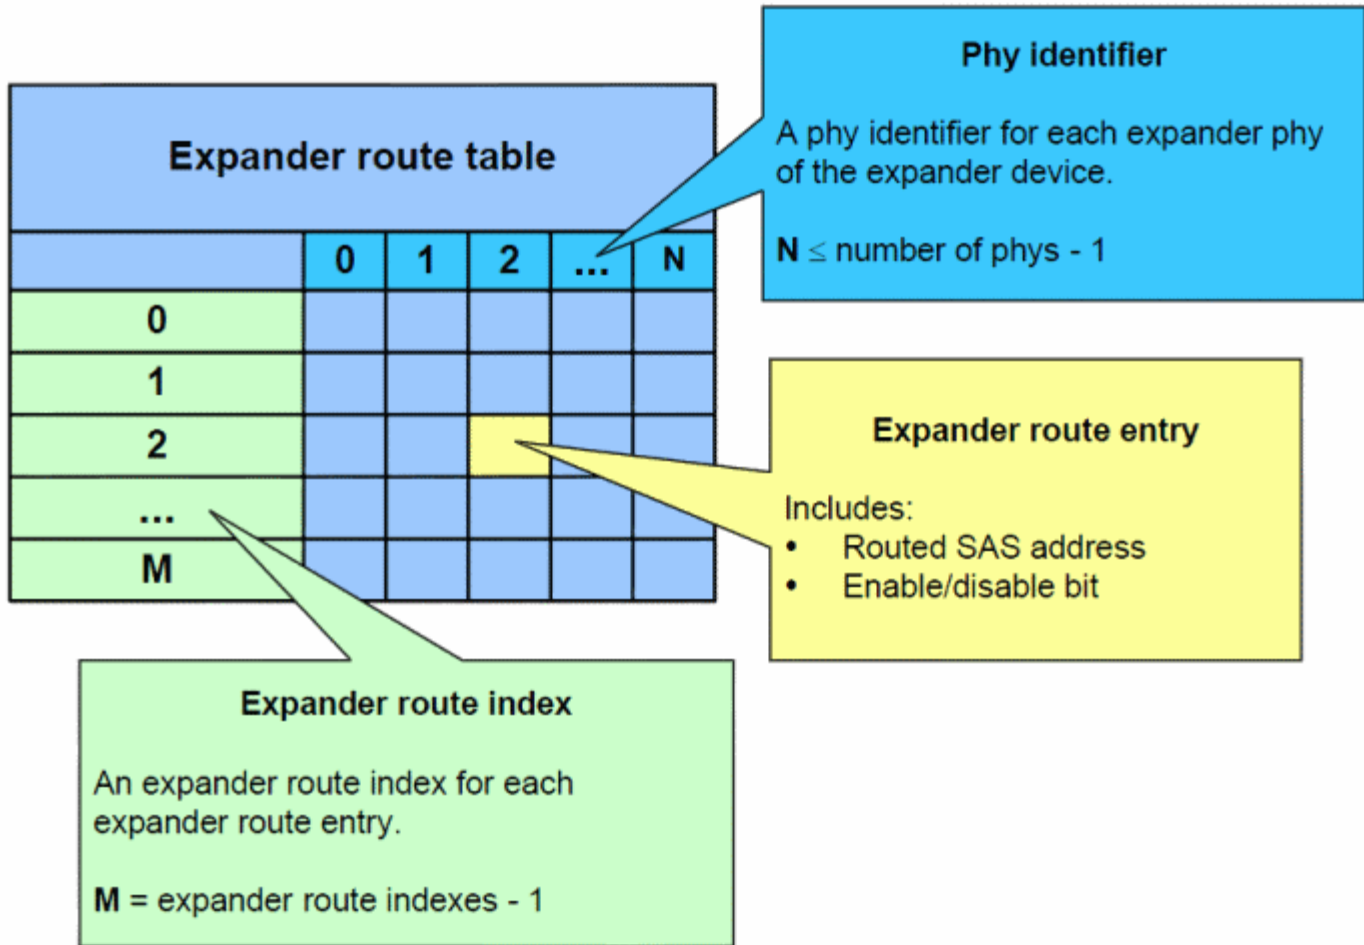 Phy identifier
A phy identifier for each expander phy
of the expander device.
N ≤ number of phys - 1
Expander route table
0 1 2 ... N
0
1
2
...
M
Expander route entry
Includes:
• Routed SAS address
• Enable/disable bit
Expander route index
An expander route index for each
expander route entry.
M = expander route indexes - 1